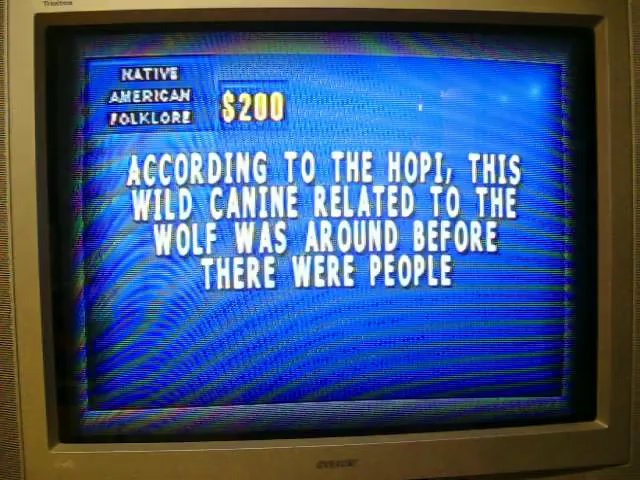 Trinitron
NATIVE
AMERICAN
FOLKLORE
$200
ACCORDING TO THE HOPI, THIS
WILD CANINE RELATED TO THE
WOLF WAS AROUND BEFORE
THERE WERE PEOPLE